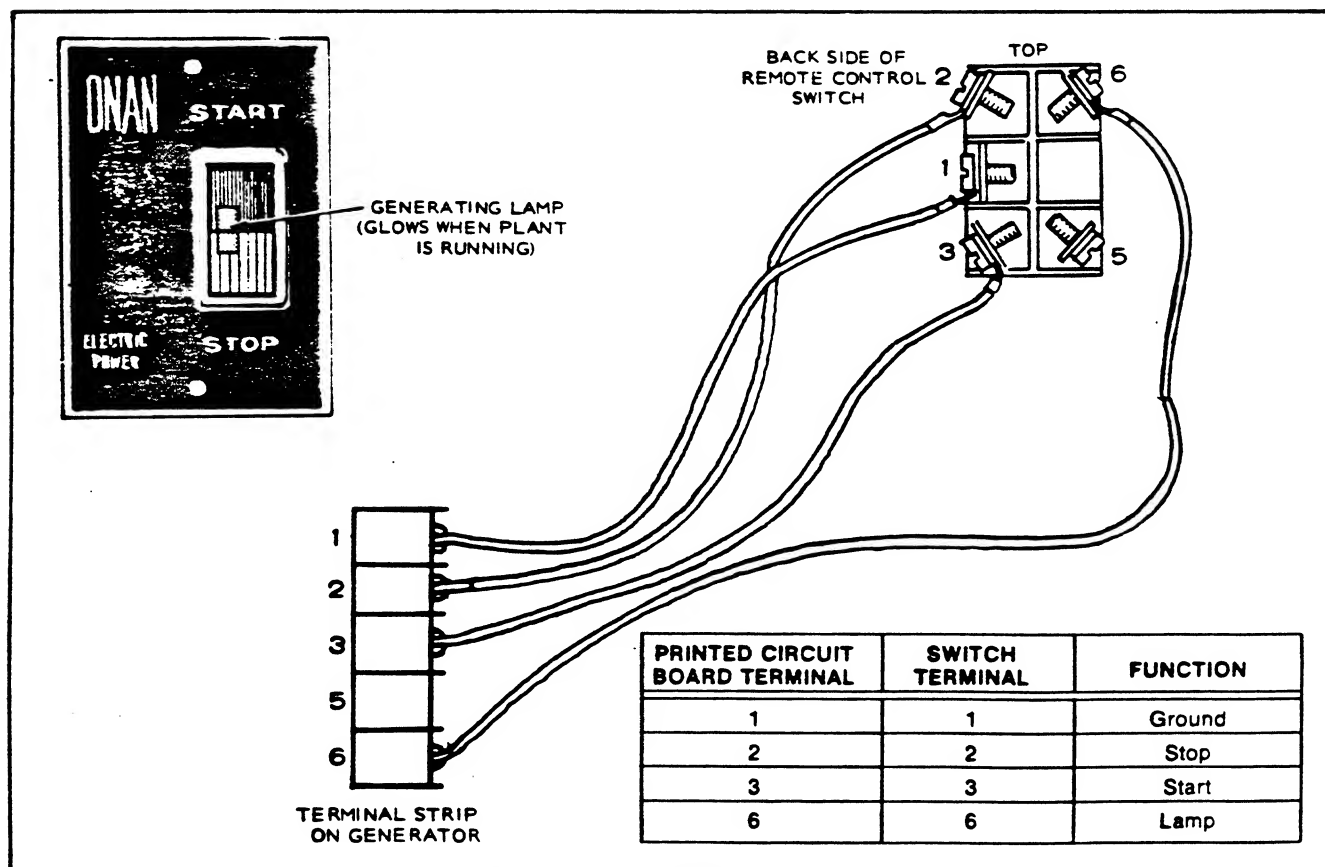 ONAN
START
GENERATING LAMP
(GLOWS WHEN PLANT
IS RUNNING)
ELECTRIC
POWER
STOP
BACK SIDE OF
REMOTE CONTROL
SWITCH
TOP
2
6
1
3
5
1
2
3
5
6
TERMINAL STRIP
ON GENERATOR
PRINTED CIRCUIT BOARD TERMINAL SWITCH TERMINAL FUNCTION
1 1 Ground
2 2 Stop
3 3 Start
6 6 Lamp